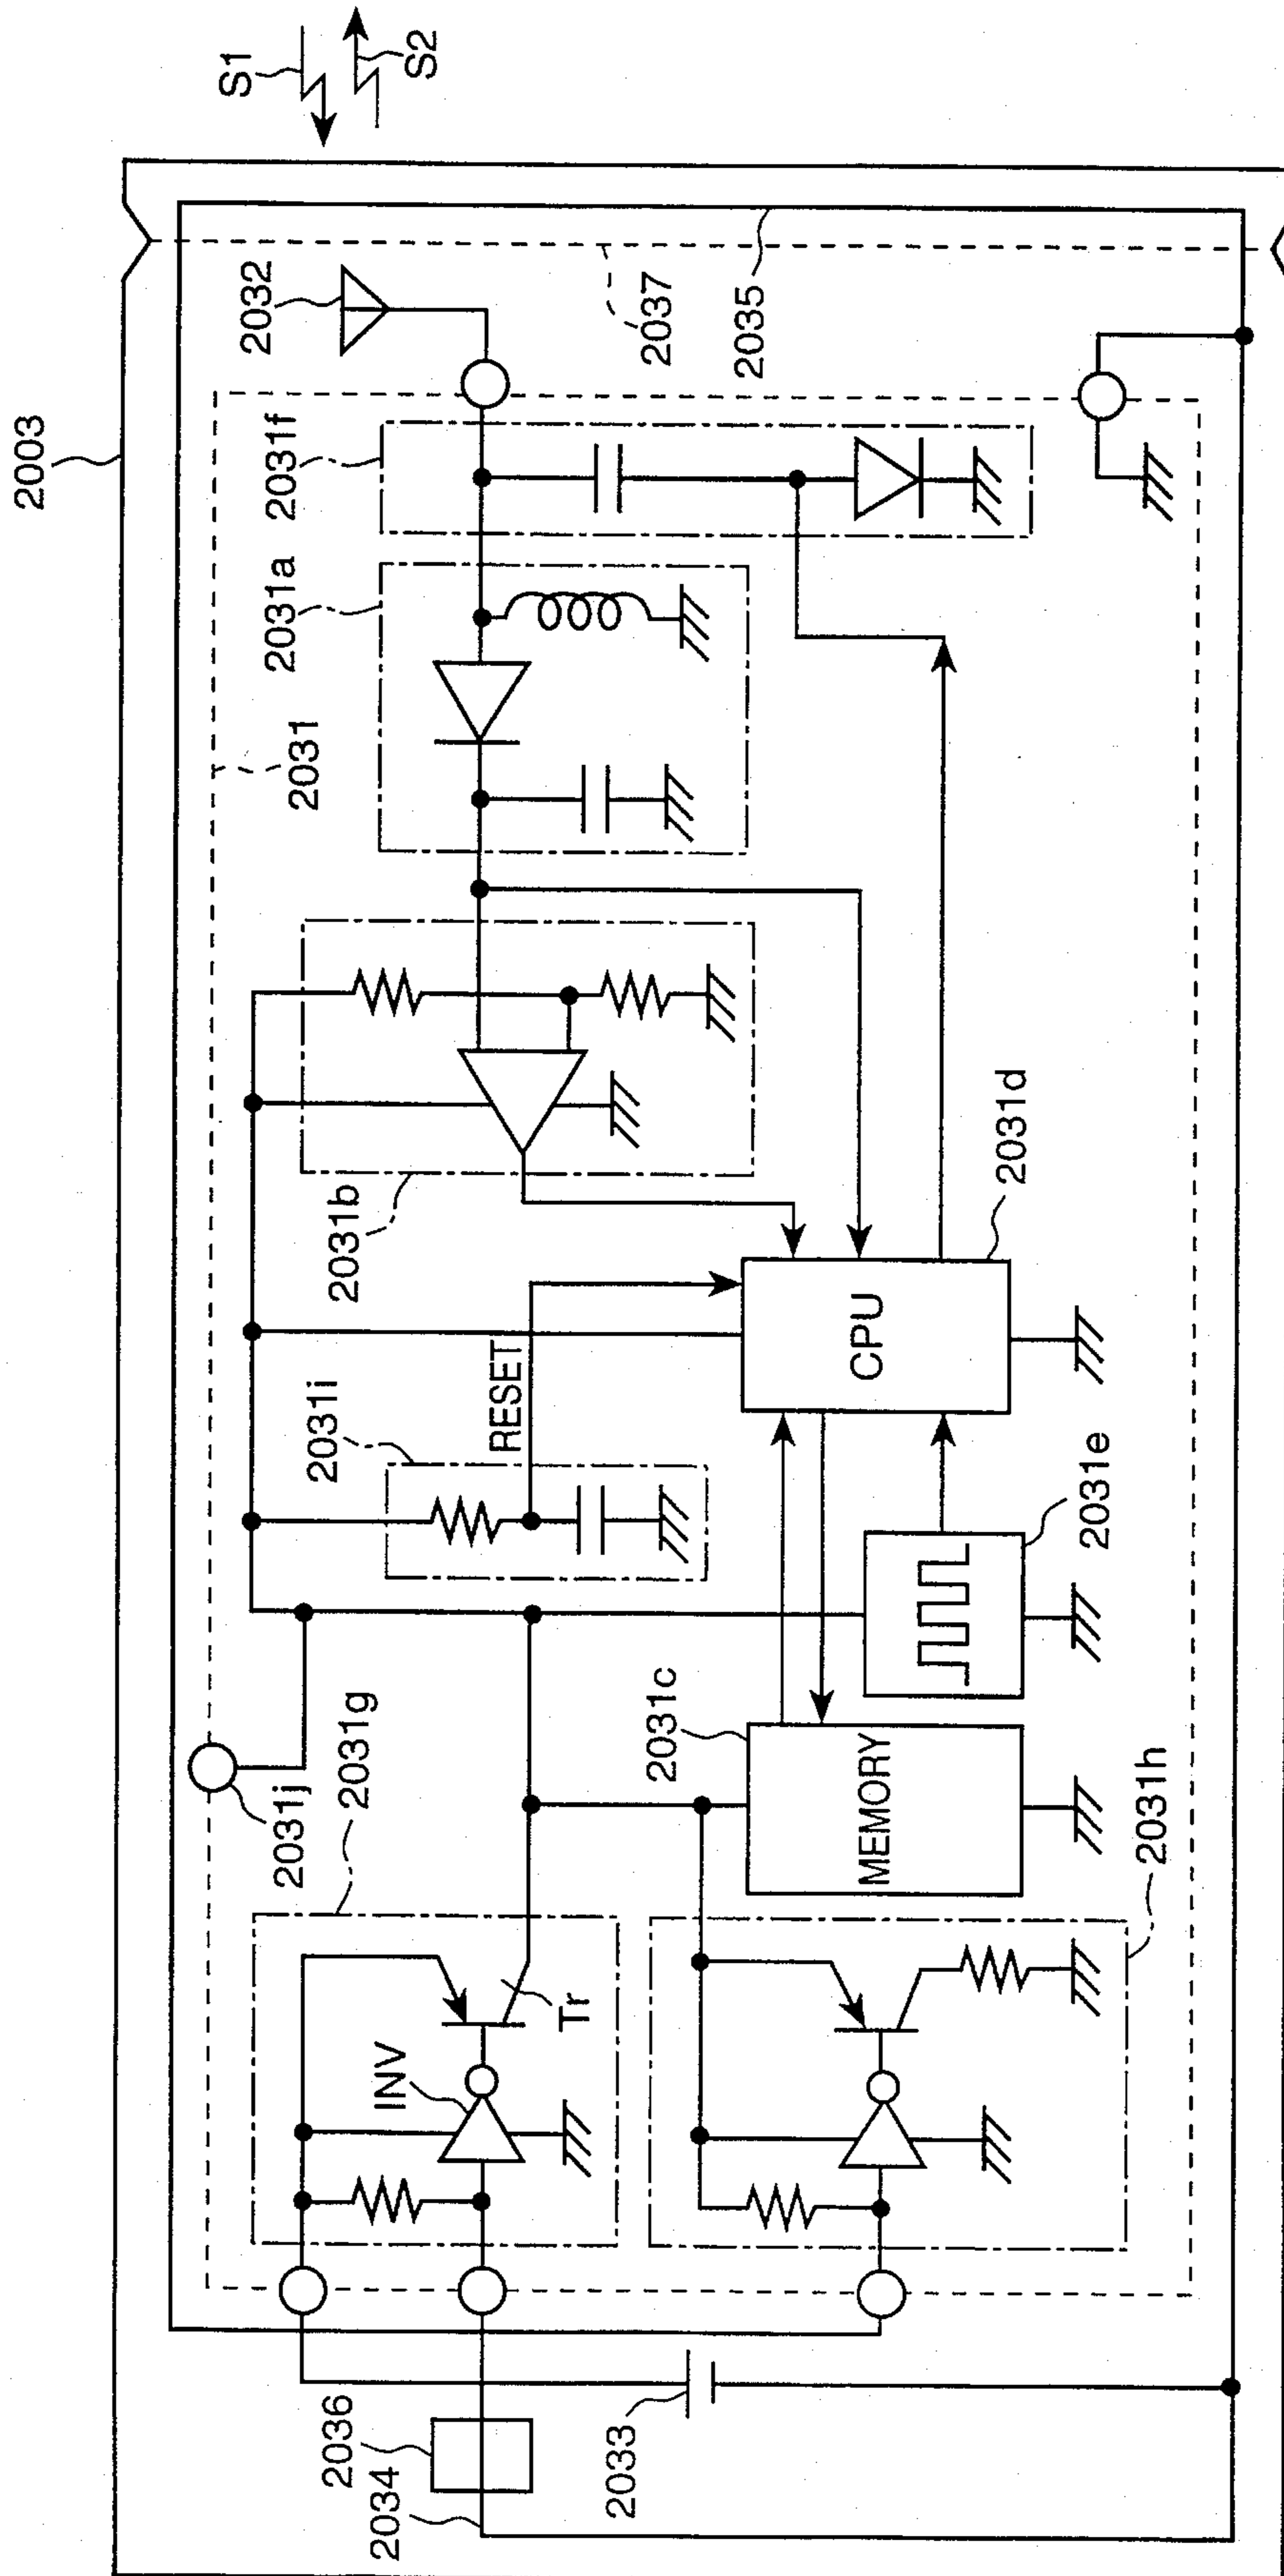 2003
S1
S2
2032
2031f
2031a
2031
2037
2035
2031b
2031i
RESET
CPU
2031d
2031e
2031j
2031g
2031c
MEMORY
2031h
INV
Tr
2036
2034
2033